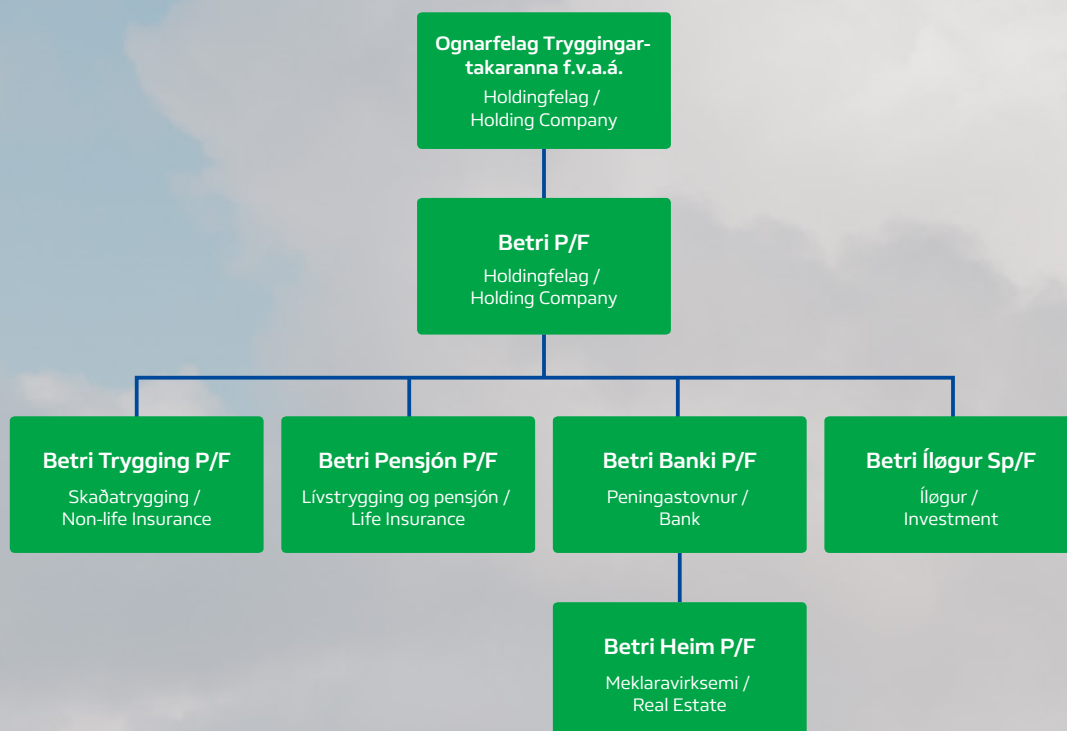 Ognarfelag Tryggingar-
takaranna f.v.a.á.
Holdingfelag /
Holding Company
Betri P/F
Holdingfelag /
Holding Company
Betri Trygging P/F
Skaðatrygging /
Non-life Insurance
Betri Pensjón P/F
Lívstrygging og pensjón /
Life Insurance
Betri Banki P/F
Peningastovnur /
Bank
Betri Íløgur Sp/F
Íløgur /
Investment
Betri Heim P/F
Meklaravirksemi /
Real Estate